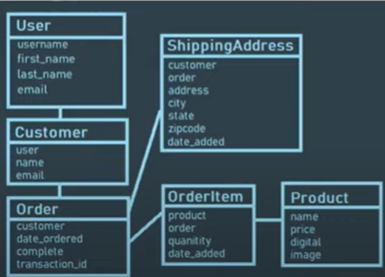 User
username
first_name
last_name
email
ShippingAddress
customer
order
address
city
state
zipcode
date_added
Customer
user
name
email
Order
customer
date_ordered
complete
transaction_id
OrderItem
product
order
quanitity
date_added
Product
name
price
digital
image